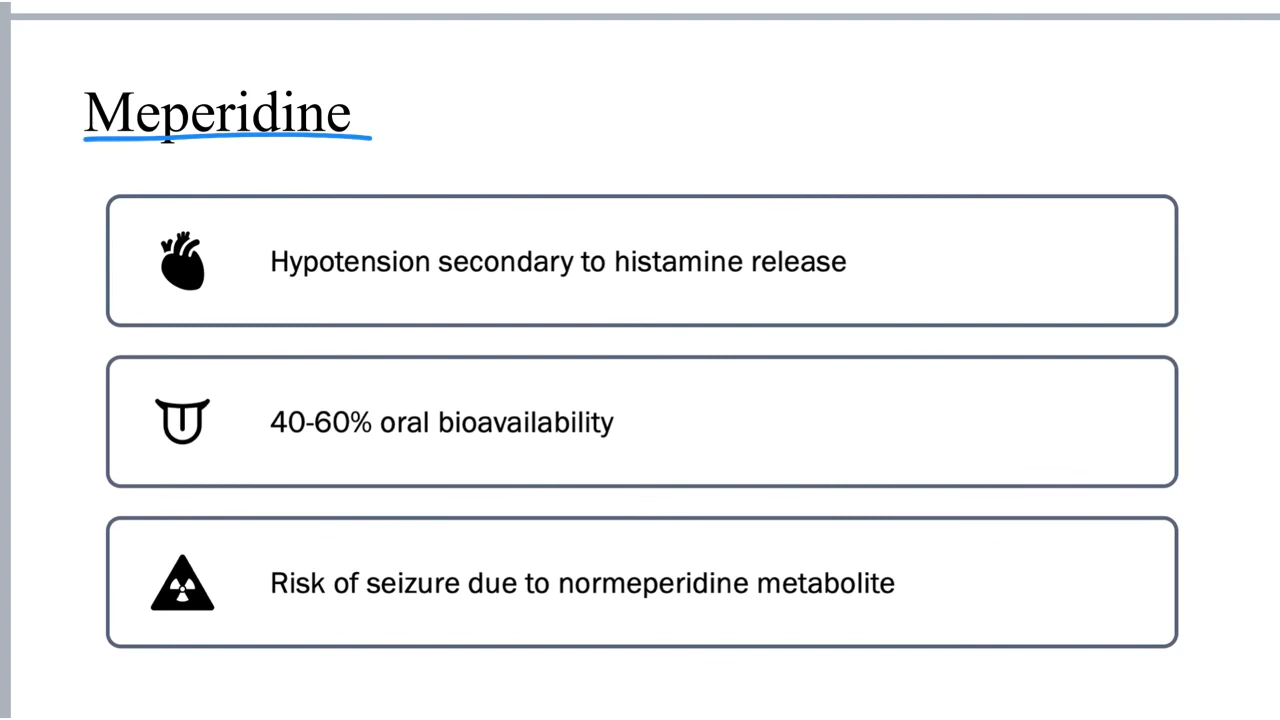 Meperidine
Hypotension secondary to histamine release
40-60% oral bioavailability
Risk of seizure due to normeperidine metabolite